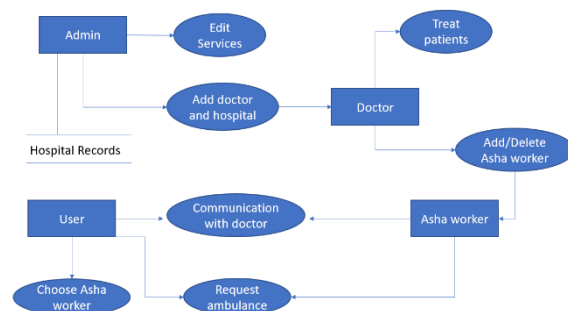 Admin
Edit
Services
Treat
patients
Add doctor
and hospital
Doctor
Hospital Records
Add/Delete
Asha worker
User
Communication
with doctor
Asha worker
Choose Asha
worker
Request
ambulance